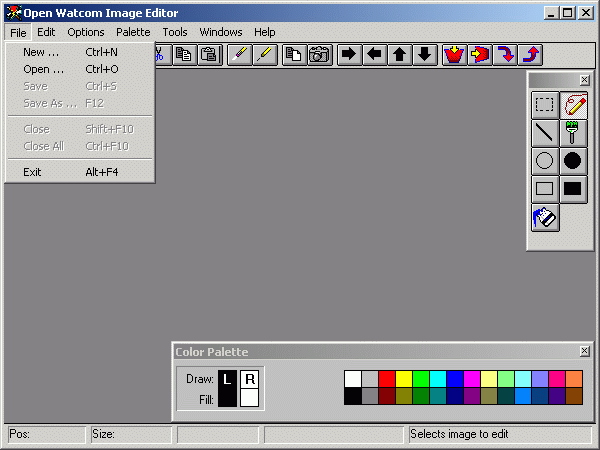 Open Watcom Image Editor
File Edit Options Palette Tools Windows Help
New ... Ctrl+N
Open ... Ctrl+O
Save Ctrl+S
Save As ... F12
Close Shift+F10
Close All Ctrl+F10
Exit Alt+F4
Color Palette
Draw: L R
Fill:
Pos: Size: Selects image to edit